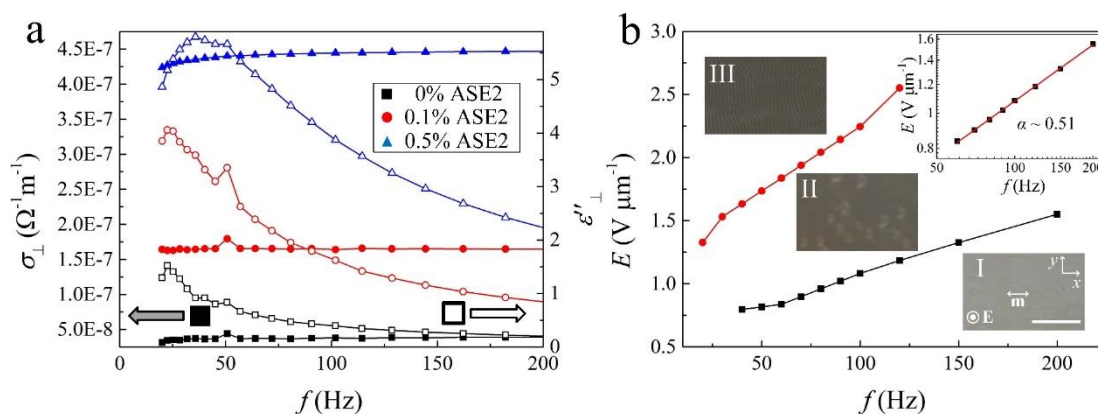 a
4.5E-7
4.0E-7
3.5E-7
3.0E-7
2.5E-7
2.0E-7
1.5E-7
1.0E-7
5.0E-8
σ⊥ (Ω⁻¹m⁻¹)
0% ASE2
0.1% ASE2
0.5% ASE2
5
4
3
2
1
0
ε''⊥
0 50 100 150 200
f (Hz)
b
3.0
2.5
2.0
1.5
1.0
0.5
E (V μm⁻¹)
III
II
I
y
x
m
E
1.6
1
0.8
E (V μm⁻¹)
α ~ 0.51
50 100 150 200
f (Hz)
0 50 100 150 200
f (Hz)